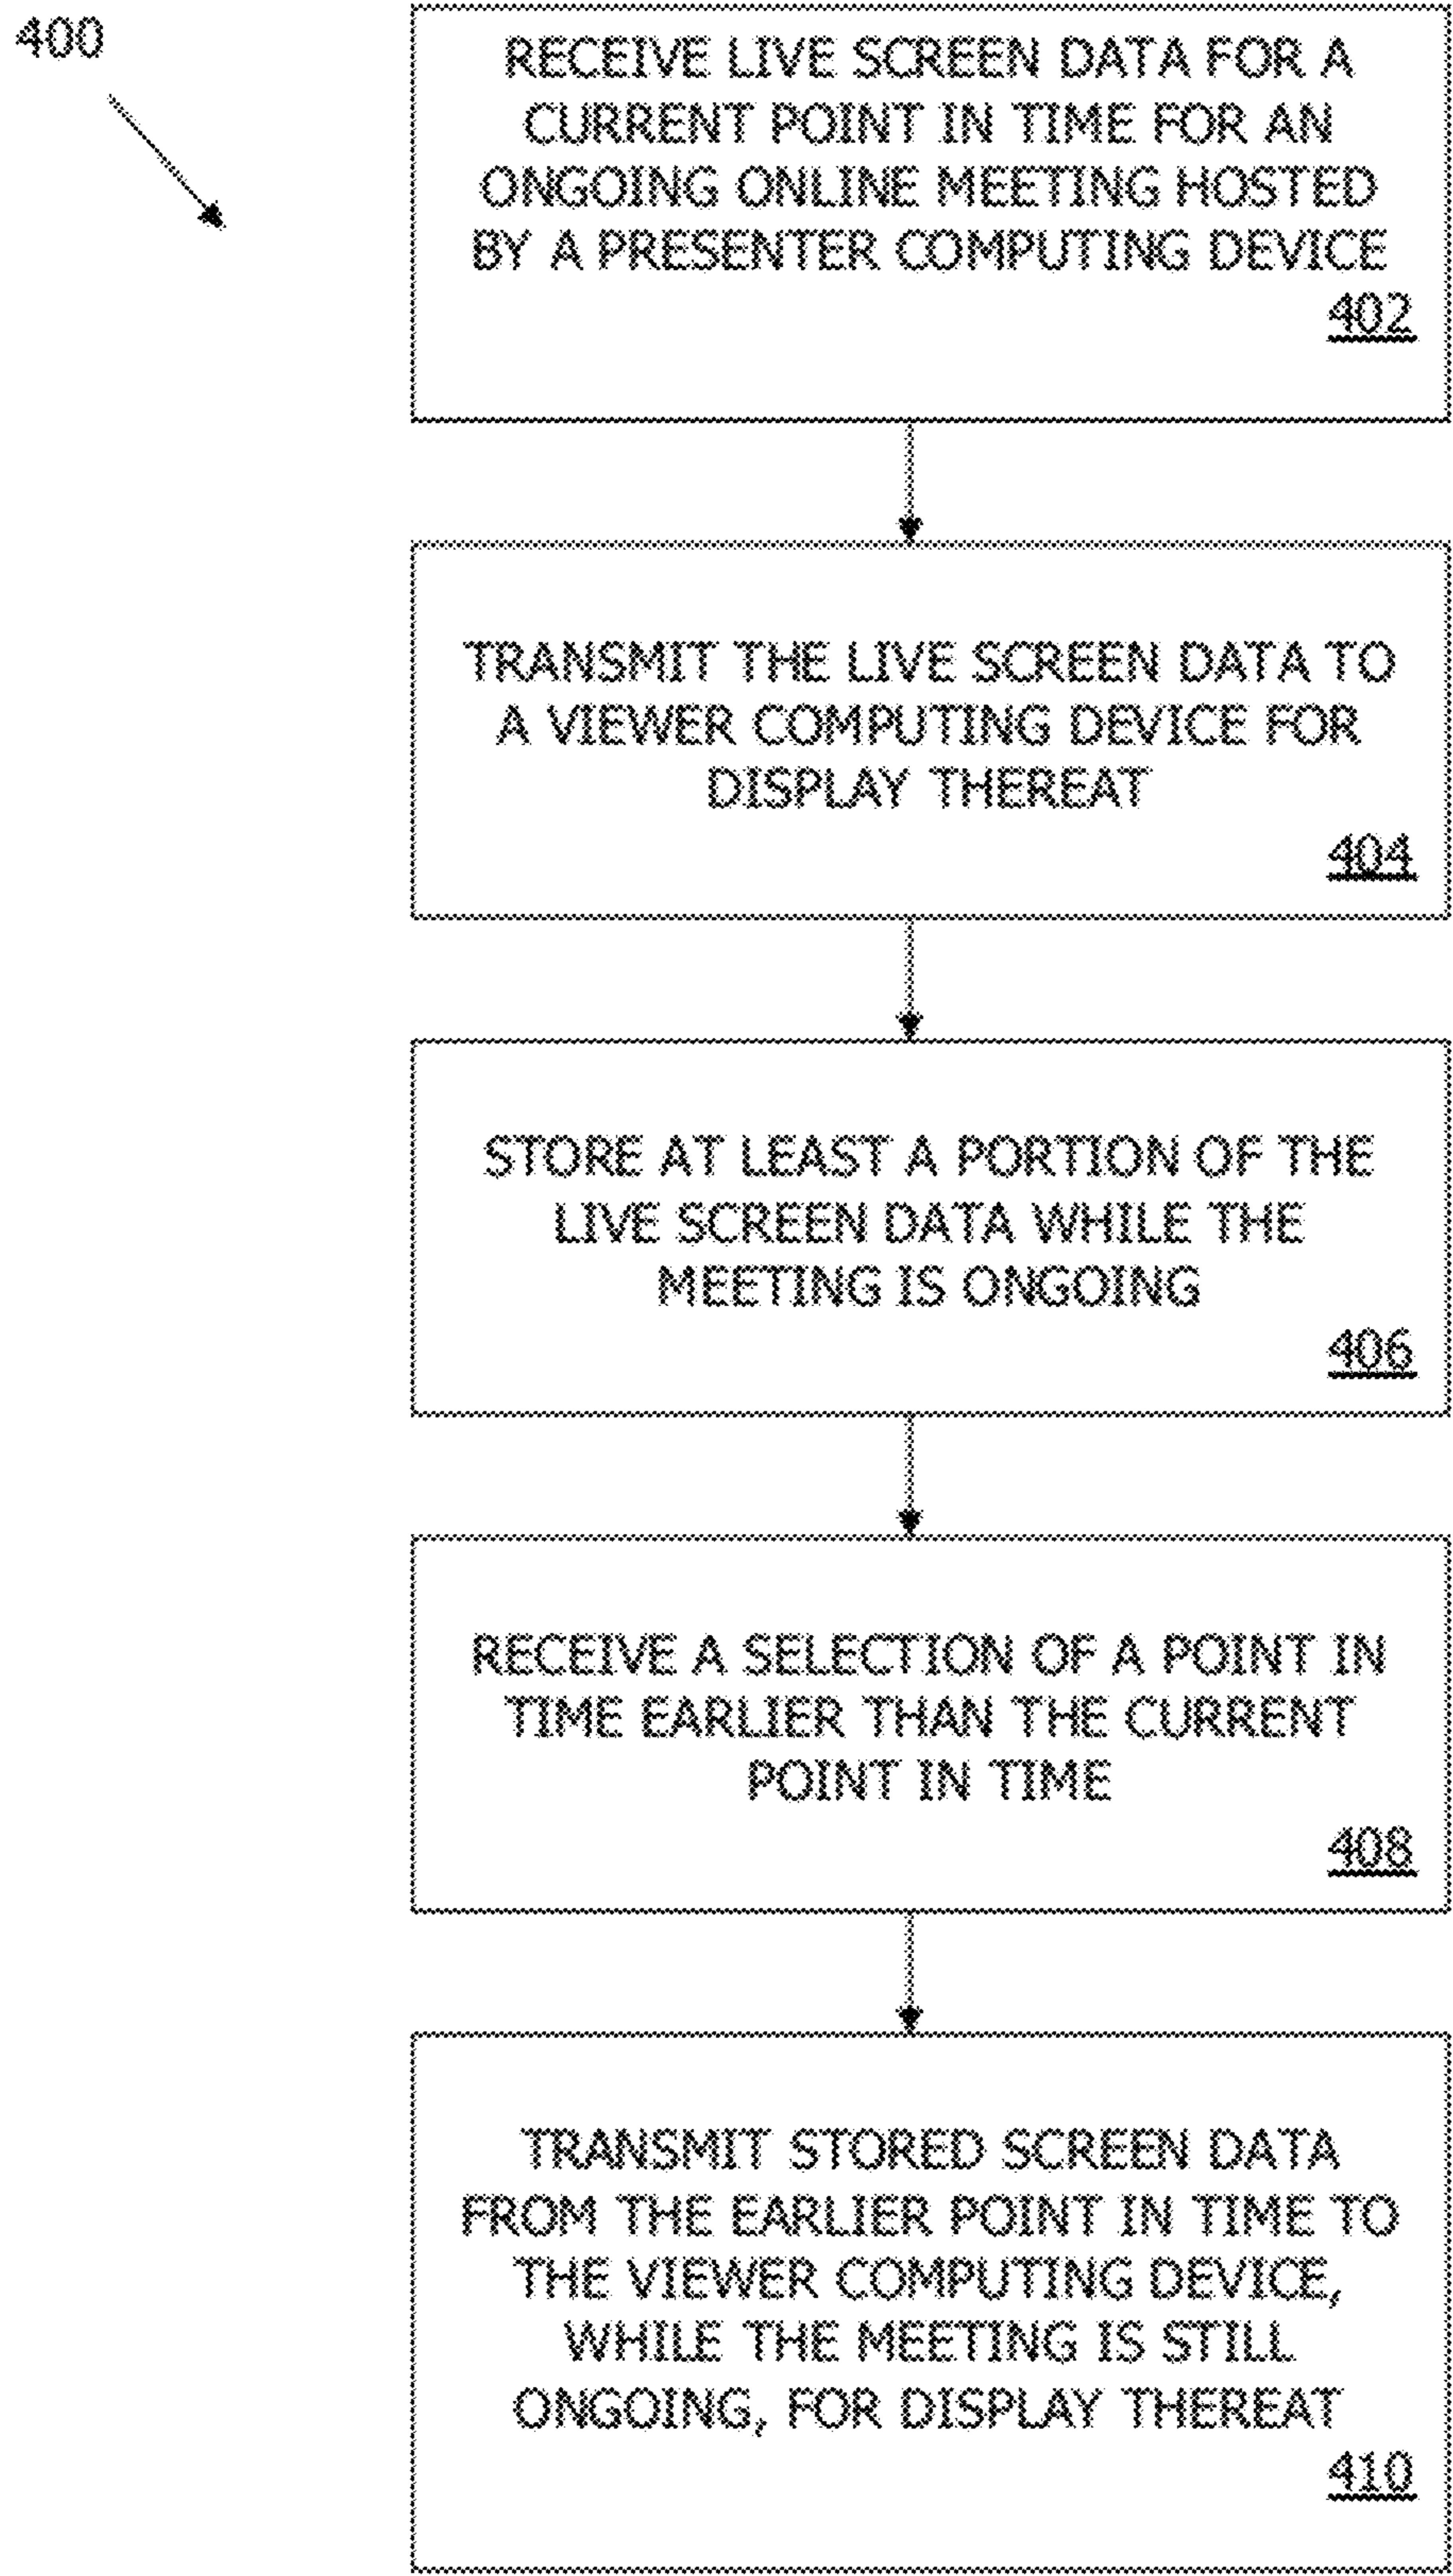 400
RECEIVE LIVE SCREEN DATA FOR A
CURRENT POINT IN TIME FOR AN
ONGOING ONLINE MEETING HOSTED
BY A PRESENTER COMPUTING DEVICE
402
TRANSMIT THE LIVE SCREEN DATA TO
A VIEWER COMPUTING DEVICE FOR
DISPLAY THEREAT
404
STORE AT LEAST A PORTION OF THE
LIVE SCREEN DATA WHILE THE
MEETING IS ONGOING
406
RECEIVE A SELECTION OF A POINT IN
TIME EARLIER THAN THE CURRENT
POINT IN TIME
408
TRANSMIT STORED SCREEN DATA
FROM THE EARLIER POINT IN TIME TO
THE VIEWER COMPUTING DEVICE,
WHILE THE MEETING IS STILL
ONGOING, FOR DISPLAY THEREAT
410